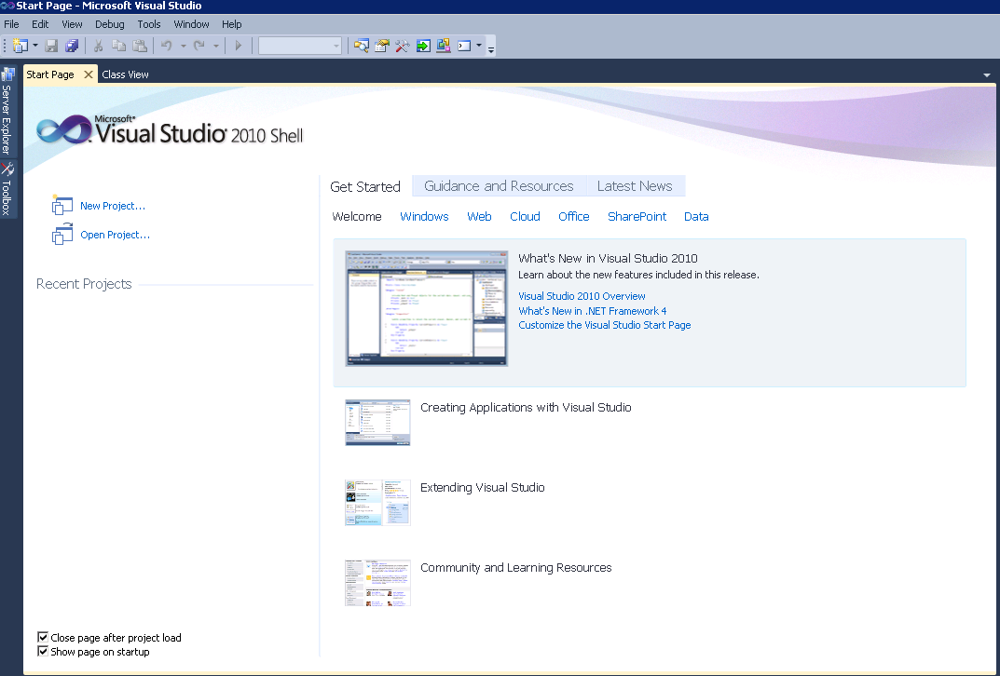 Start Page - Microsoft Visual Studio
File Edit View Debug Tools Window Help
Start Page Class View
Server Explorer
Toolbox
Microsoft®
Visual Studio® 2010 Shell
New Project...
Open Project...
Recent Projects
Get Started Guidance and Resources Latest News
Welcome Windows Web Cloud Office SharePoint Data
What's New in Visual Studio 2010
Learn about the new features included in this release.
Visual Studio 2010 Overview
What's New in .NET Framework 4
Customize the Visual Studio Start Page
Creating Applications with Visual Studio
Extending Visual Studio
Community and Learning Resources
Close page after project load
Show page on startup